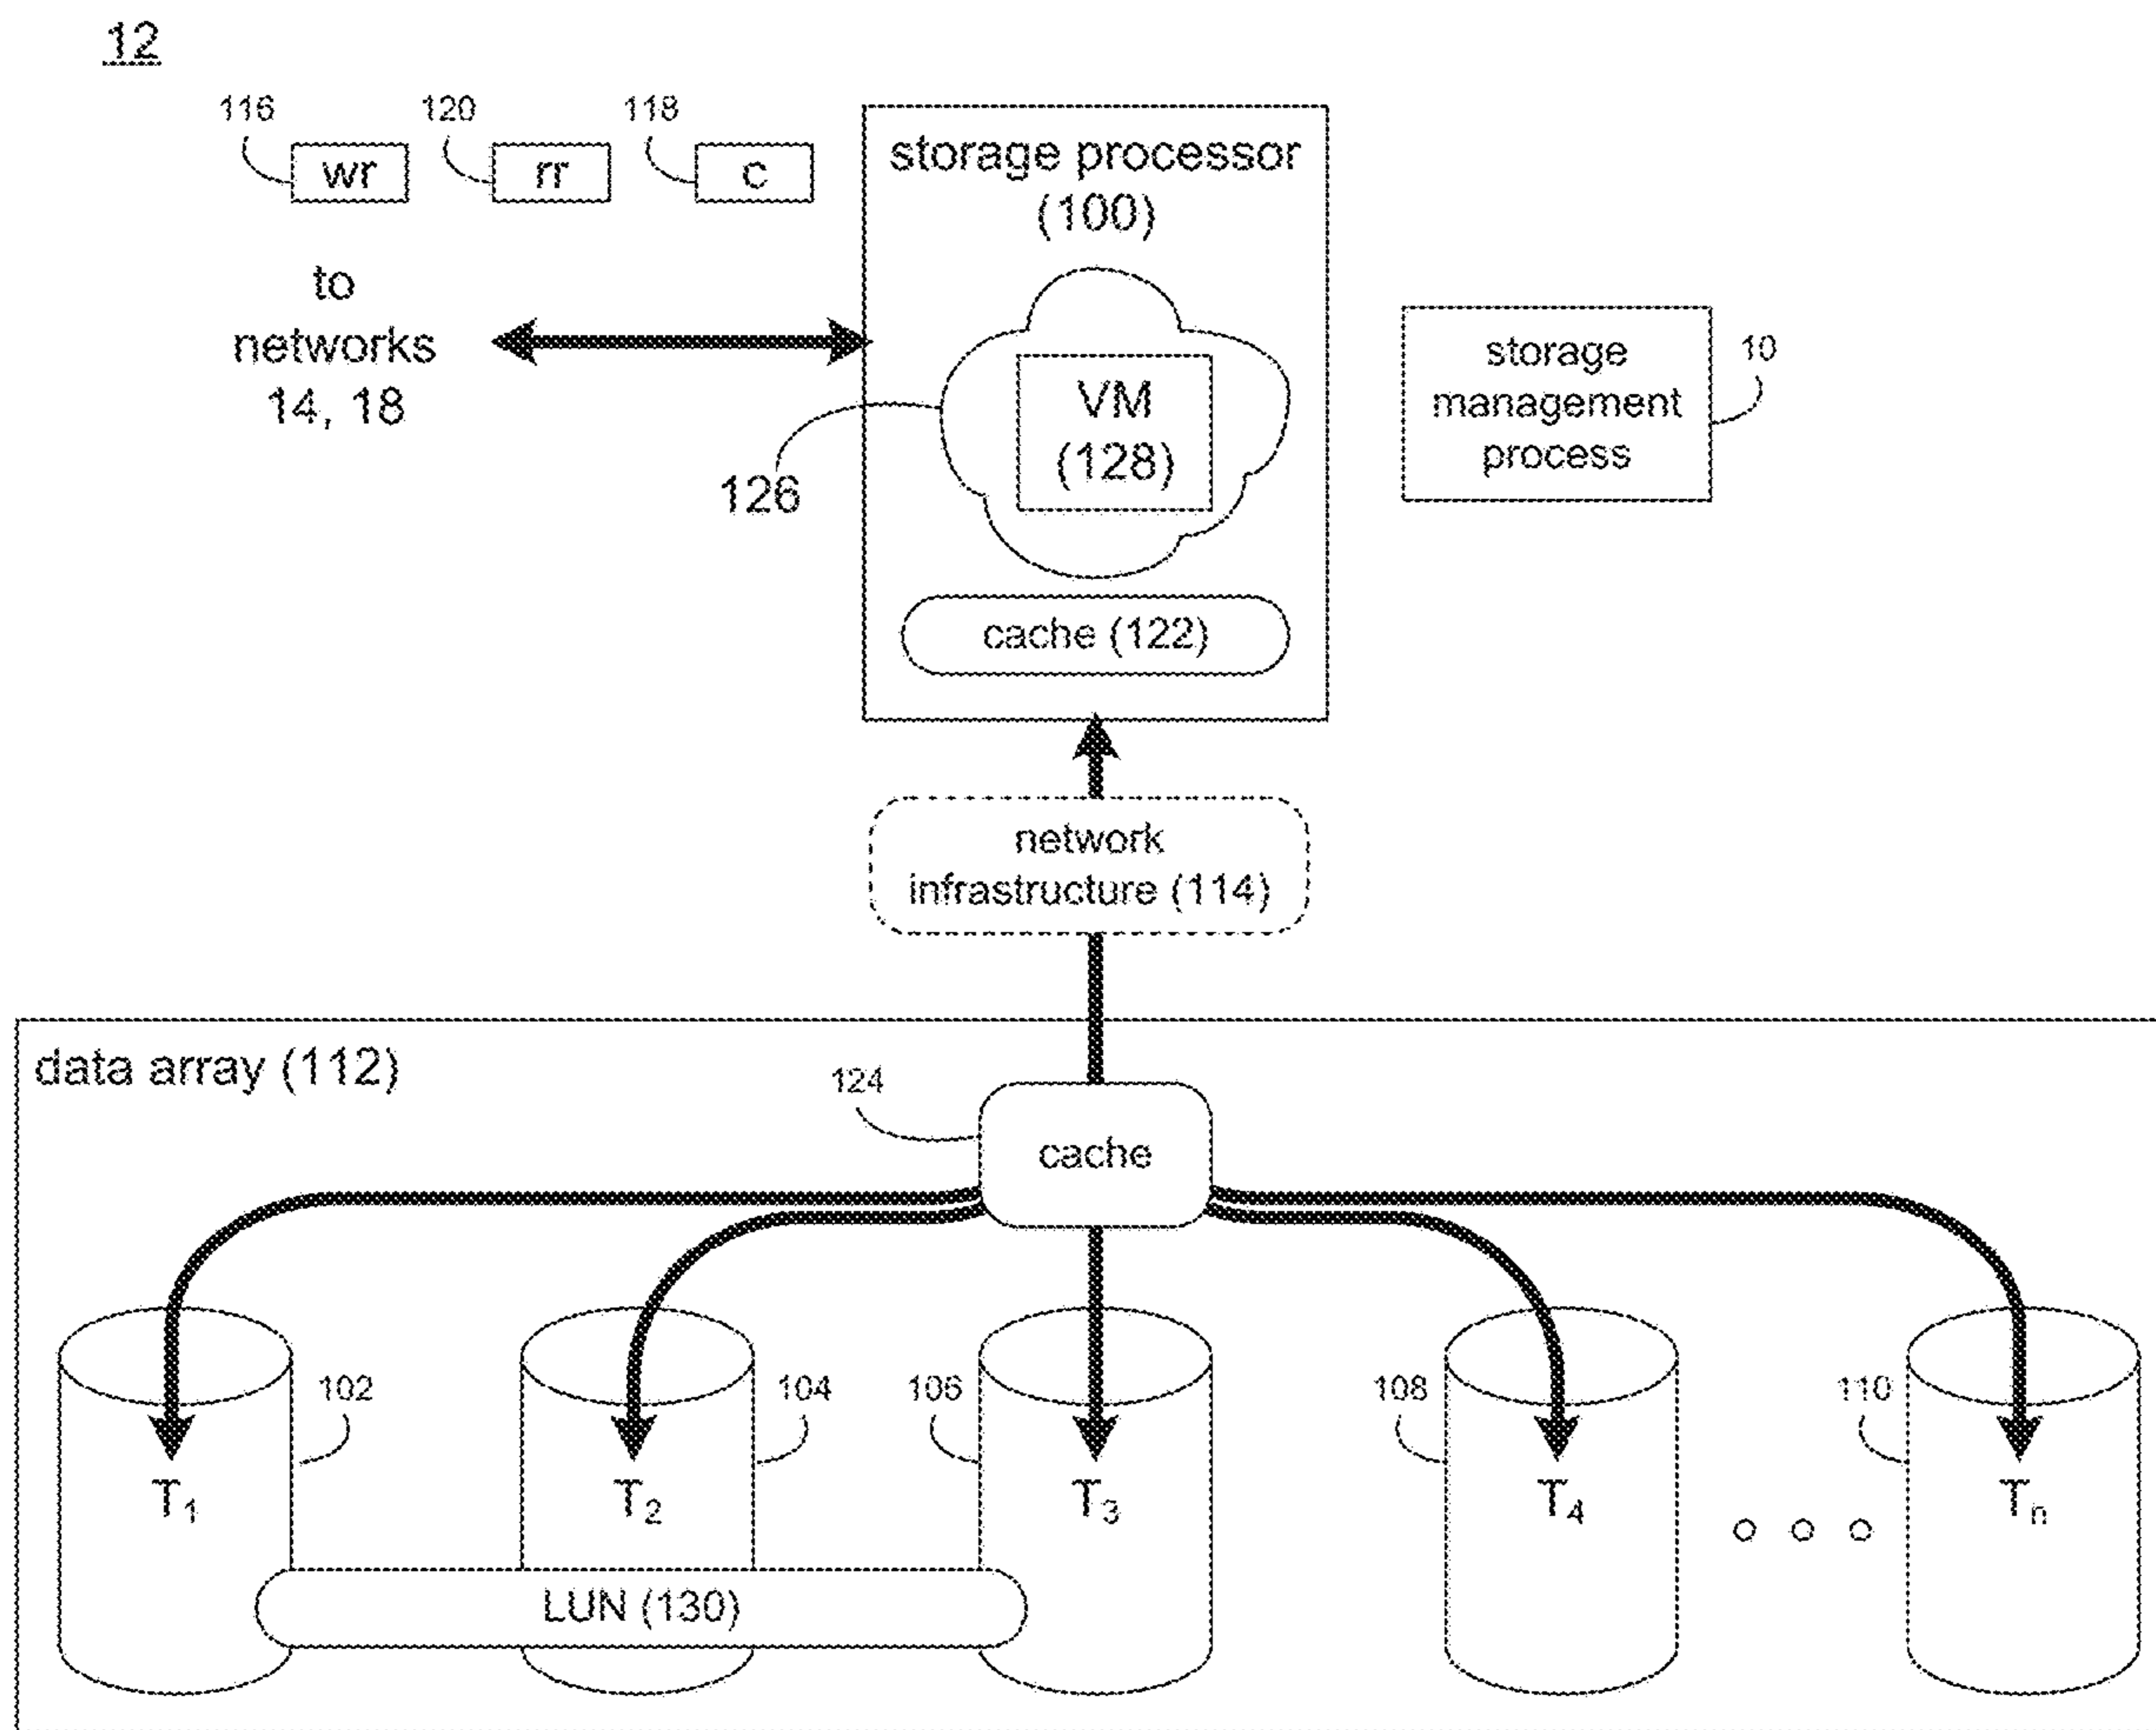 12
116
120
118
wr
rr
c
storage processor
(100)
to
networks
14, 18
VM
(128)
126
storage
management
process
10
cache (122)
network
infrastructure (114)
data array (112)
124
cache
102
104
106
108
110
T1
T2
T3
T4
Tn
LUN (130)